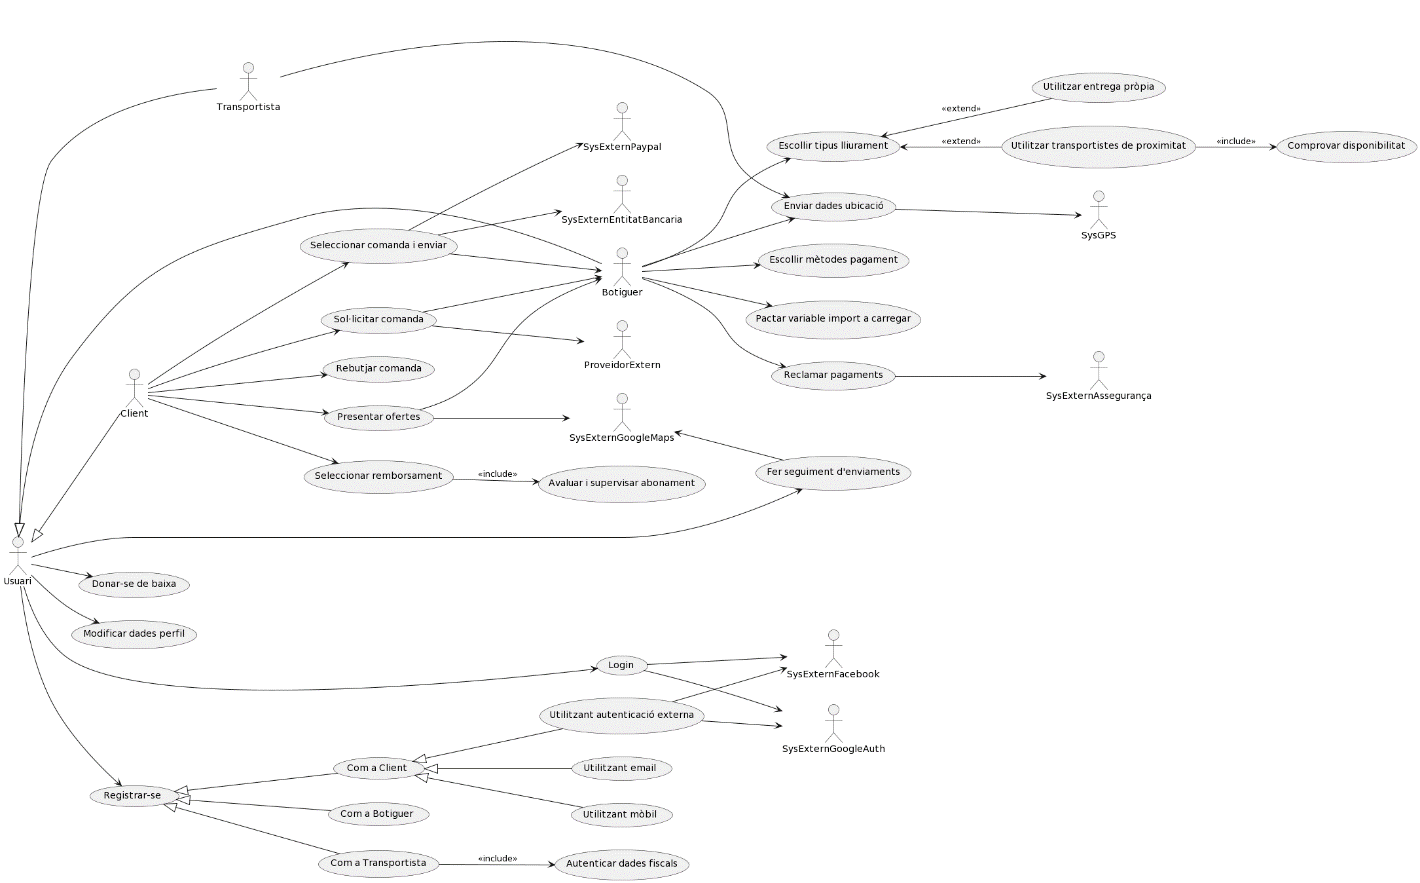 Transportista
SysExternPaypal
SysExternEntitatBancaria
Utilitzar entrega pròpia
«extend»
Escollir tipus lliurament
«extend»
Utilitzar transportistes de proximitat
«include»
Comprovar disponibilitat
Enviar dades ubicació
SysGPS
Seleccionar comanda i enviar
Botiguer
Escollir mètodes pagament
Sol·licitar comanda
Pactar variable import a carregar
ProveidorExtern
Rebutjar comanda
Reclamar pagaments
SysExternAssegurança
Client
Presentar ofertes
SysExternGoogleMaps
Seleccionar remborsament
«include»
Avaluar i supervisar abonament
Fer seguiment d'enviaments
Usuari
Donar-se de baixa
Modificar dades perfil
Login
SysExternFacebook
Utilitzant autenticació externa
SysExternGoogleAuth
Com a Client
Utilitzant email
Registrar-se
Com a Botiguer
Utilitzant mòbil
Com a Transportista
«include»
Autenticar dades fiscals